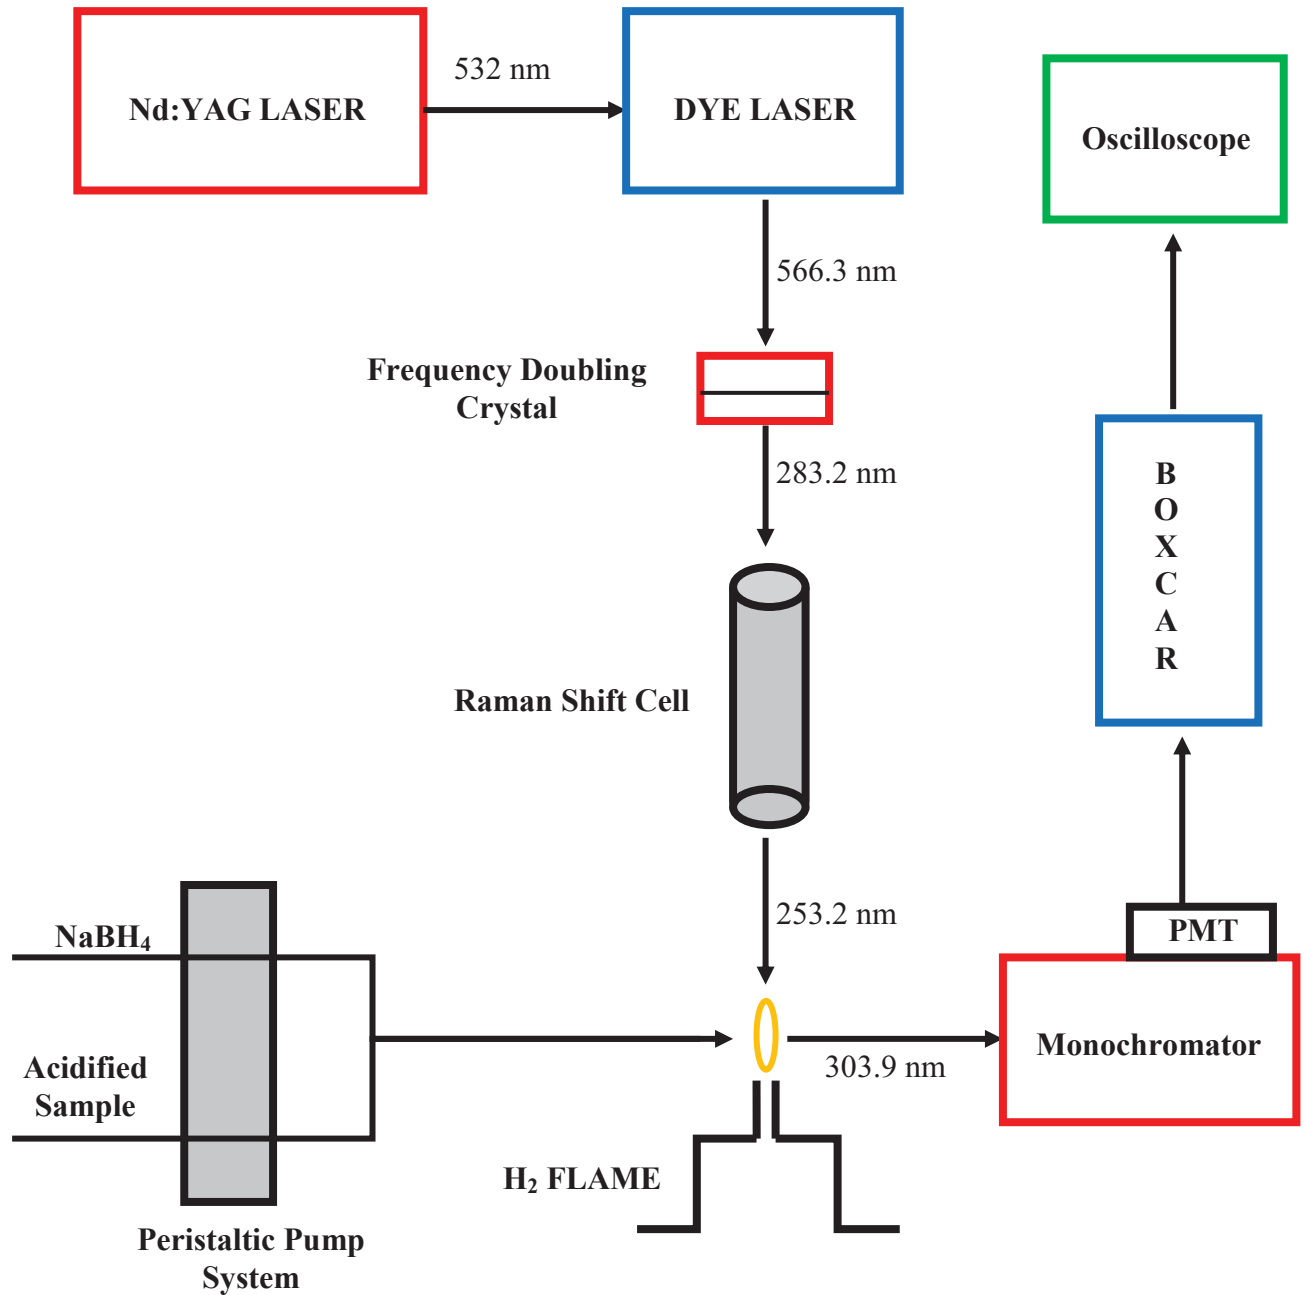 532 nm
Nd:YAG LASER
DYE LASER
Oscilloscope
566.3 nm
Frequency Doubling
Crystal
283.2 nm
B
O
X
C
A
R
Raman Shift Cell
253.2 nm
NaBH₄
PMT
Acidified
Sample
303.9 nm
Monochromator
H₂ FLAME
Peristaltic Pump
System